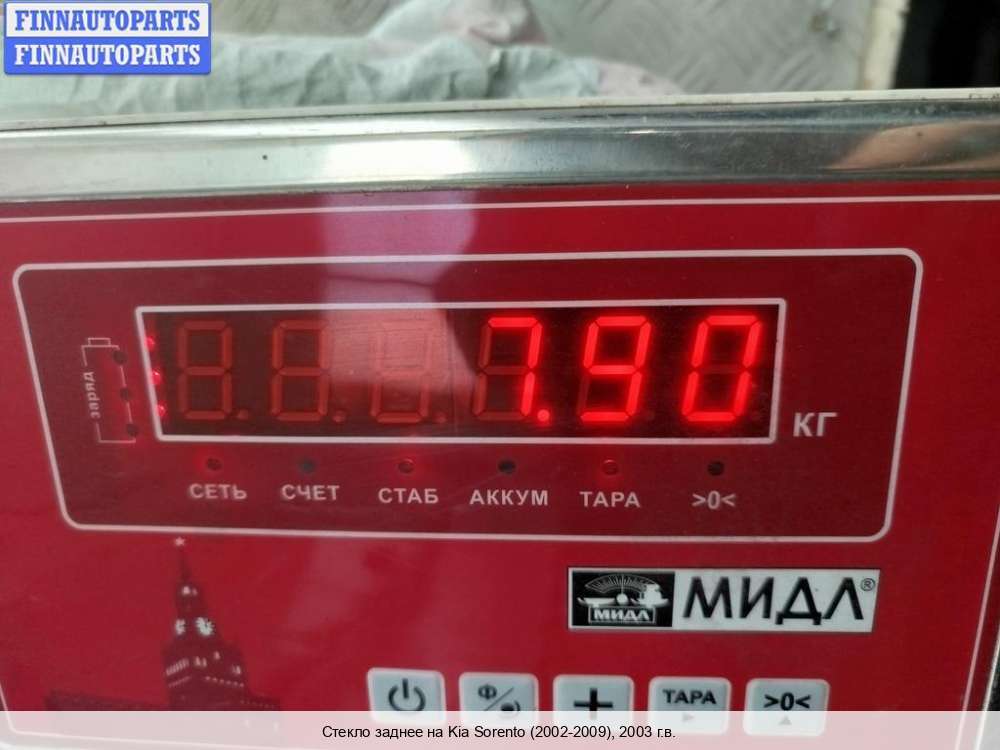 FINNAUTOPARTS
FINNAUTOPARTS
заряд
7.90
КГ
СЕТЬ СЧЕТ СТАБ АККУМ ТАРА >0<
МИДЛ МИДЛ®
Ф ТАРА >0<
Стекло заднее на Kia Sorento (2002-2009), 2003 г.в.